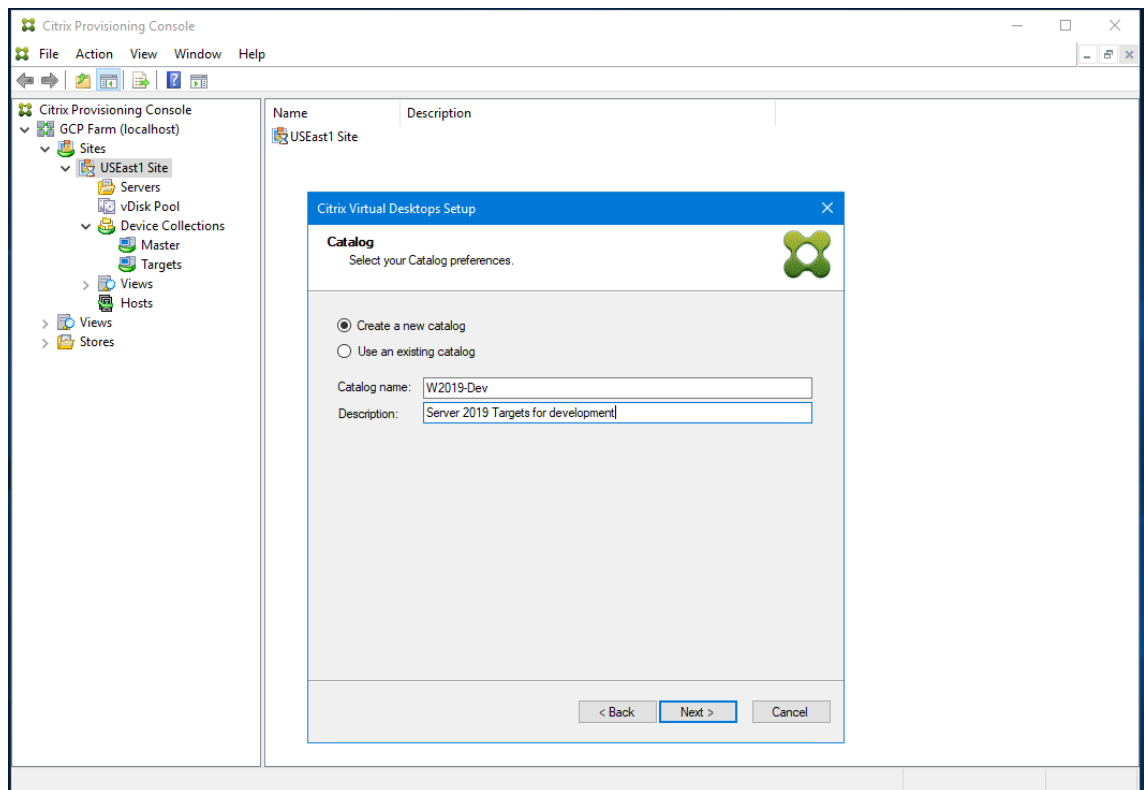 Citrix Provisioning Console
File Action View Window Help
Citrix Provisioning Console
GCP Farm (localhost)
Sites
USEast1 Site
Servers
vDisk Pool
Device Collections
Master
Targets
Views
Hosts
Views
Stores
Name Description
USEast1 Site
Citrix Virtual Desktops Setup
Catalog
Select your Catalog preferences.
Create a new catalog
Use an existing catalog
Catalog name: W2019-Dev
Description: Server 2019 Targets for development
< Back Next > Cancel